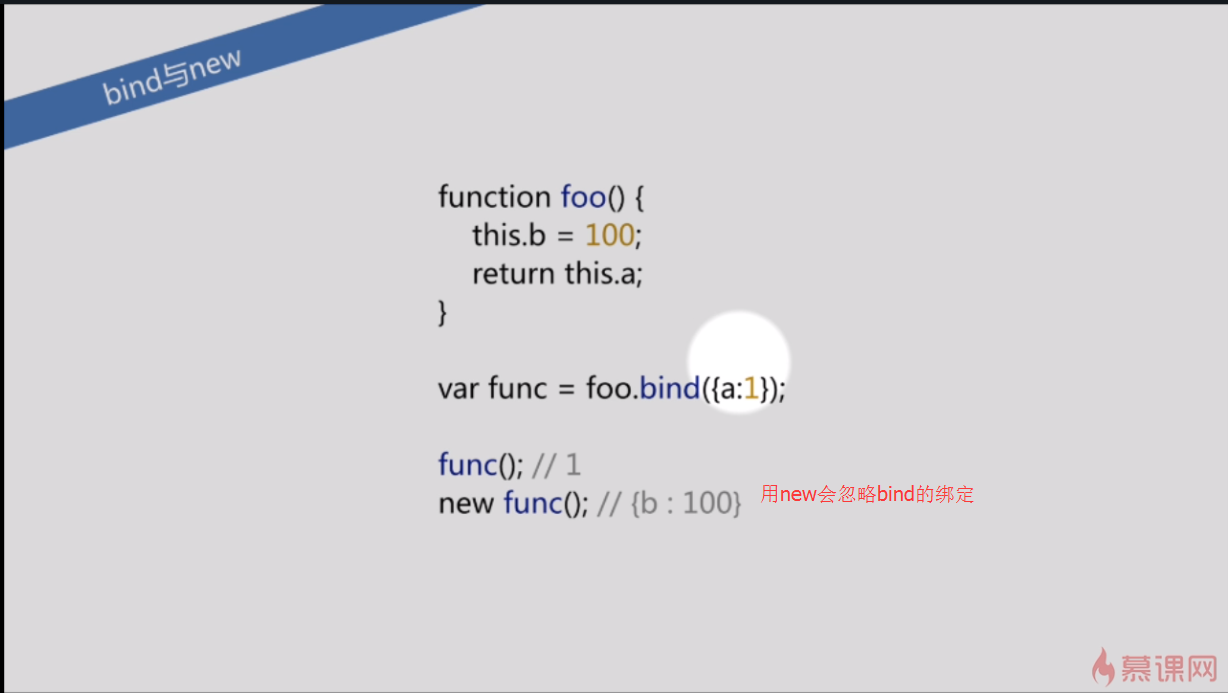 bind与new
function foo() {
this.b = 100;
return this.a;
}
var func = foo.bind({a:1});
func(); // 1
new func(); // {b : 100}
用new会忽略bind的绑定
慕课网